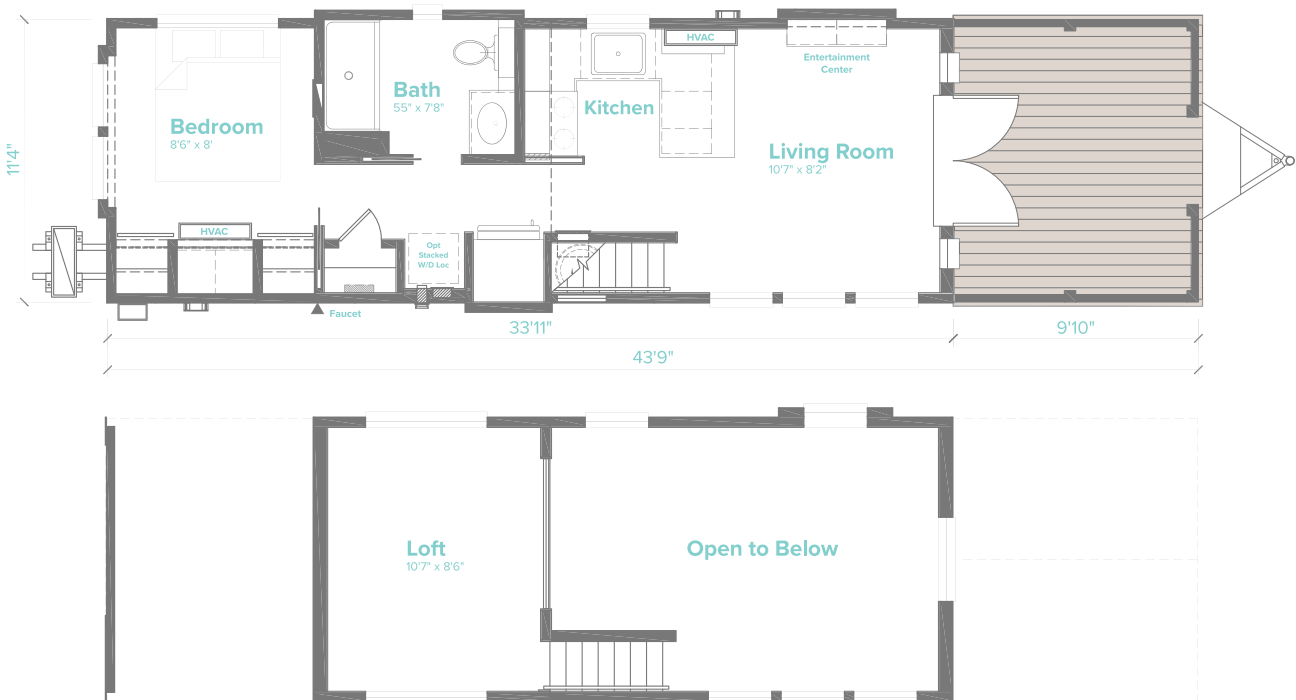 HVAC
Entertainment
Center
Bath
55" x 7'8"
Kitchen
Bedroom
8'6" x 8'
11'4"
Living Room
10'7" x 8'2"
HVAC
Opt
Stacked
W/D Loc
Faucet
33'11"
9'10"
43'9"
Loft
10'7" x 8'6"
Open to Below